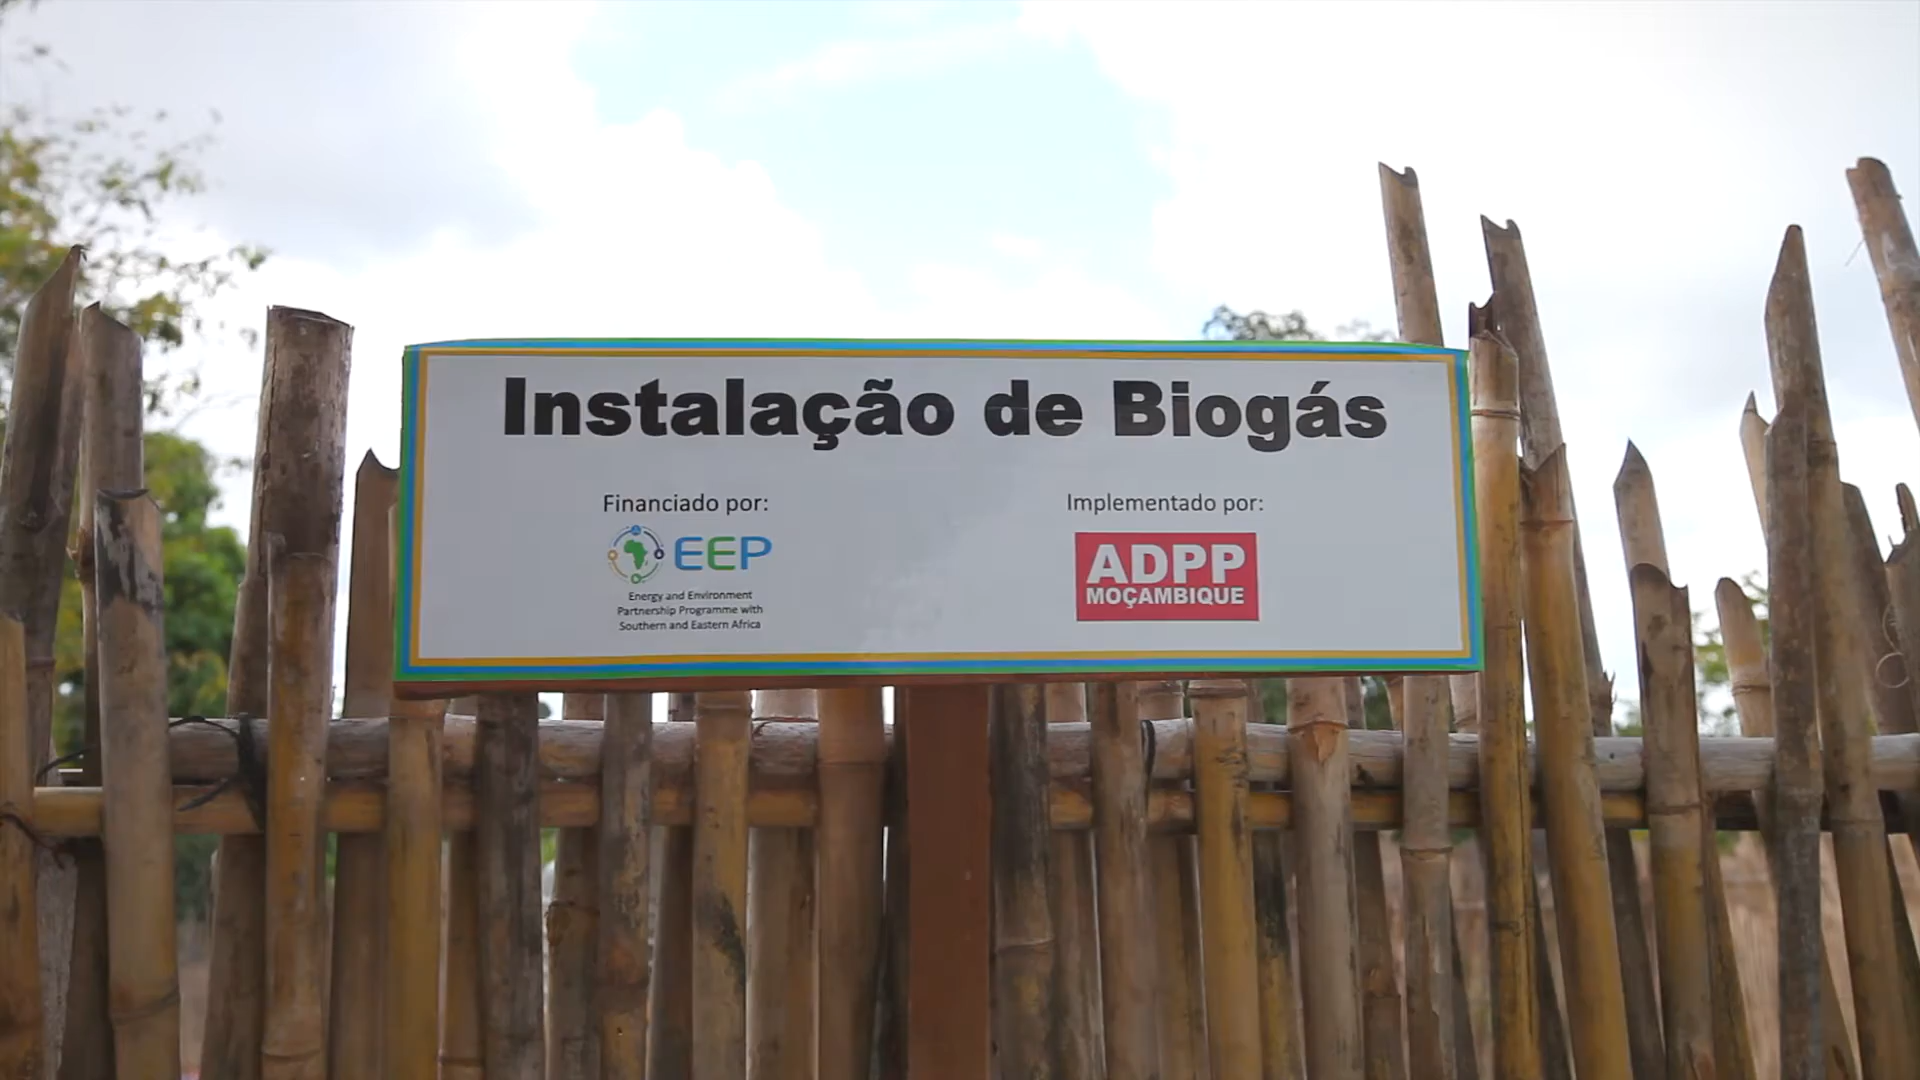 Instalação de Biogás
Financiado por:
EEP
Energy and Environment
Partnership Programme with
Southern and Eastern Africa
Implementado por:
ADPP
MOÇAMBIQUE